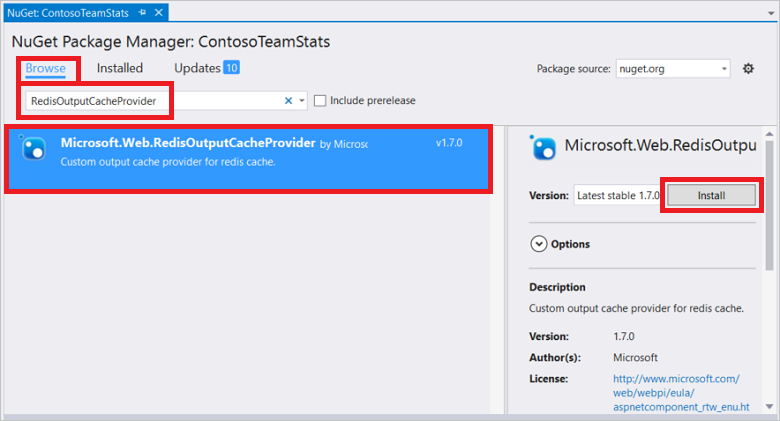 NuGet: ContosoTeamStats
NuGet Package Manager: ContosoTeamStats
Browse Installed Updates 10
Package source: nuget.org
RedisOutputCacheProvider
Include prerelease
Microsoft.Web.RedisOutputCacheProvider by Microsc v1.7.0
Custom output cache provider for redis cache.
Microsoft.Web.RedisOutpu
Version: Latest stable 1.7.0 Install
Options
Description
Custom output cache provider for redis cache.
Version: 1.7.0
Author(s): Microsoft
License: http://www.microsoft.com/
web/webpi/eula/
aspnetcomponent_rtw_enu.ht